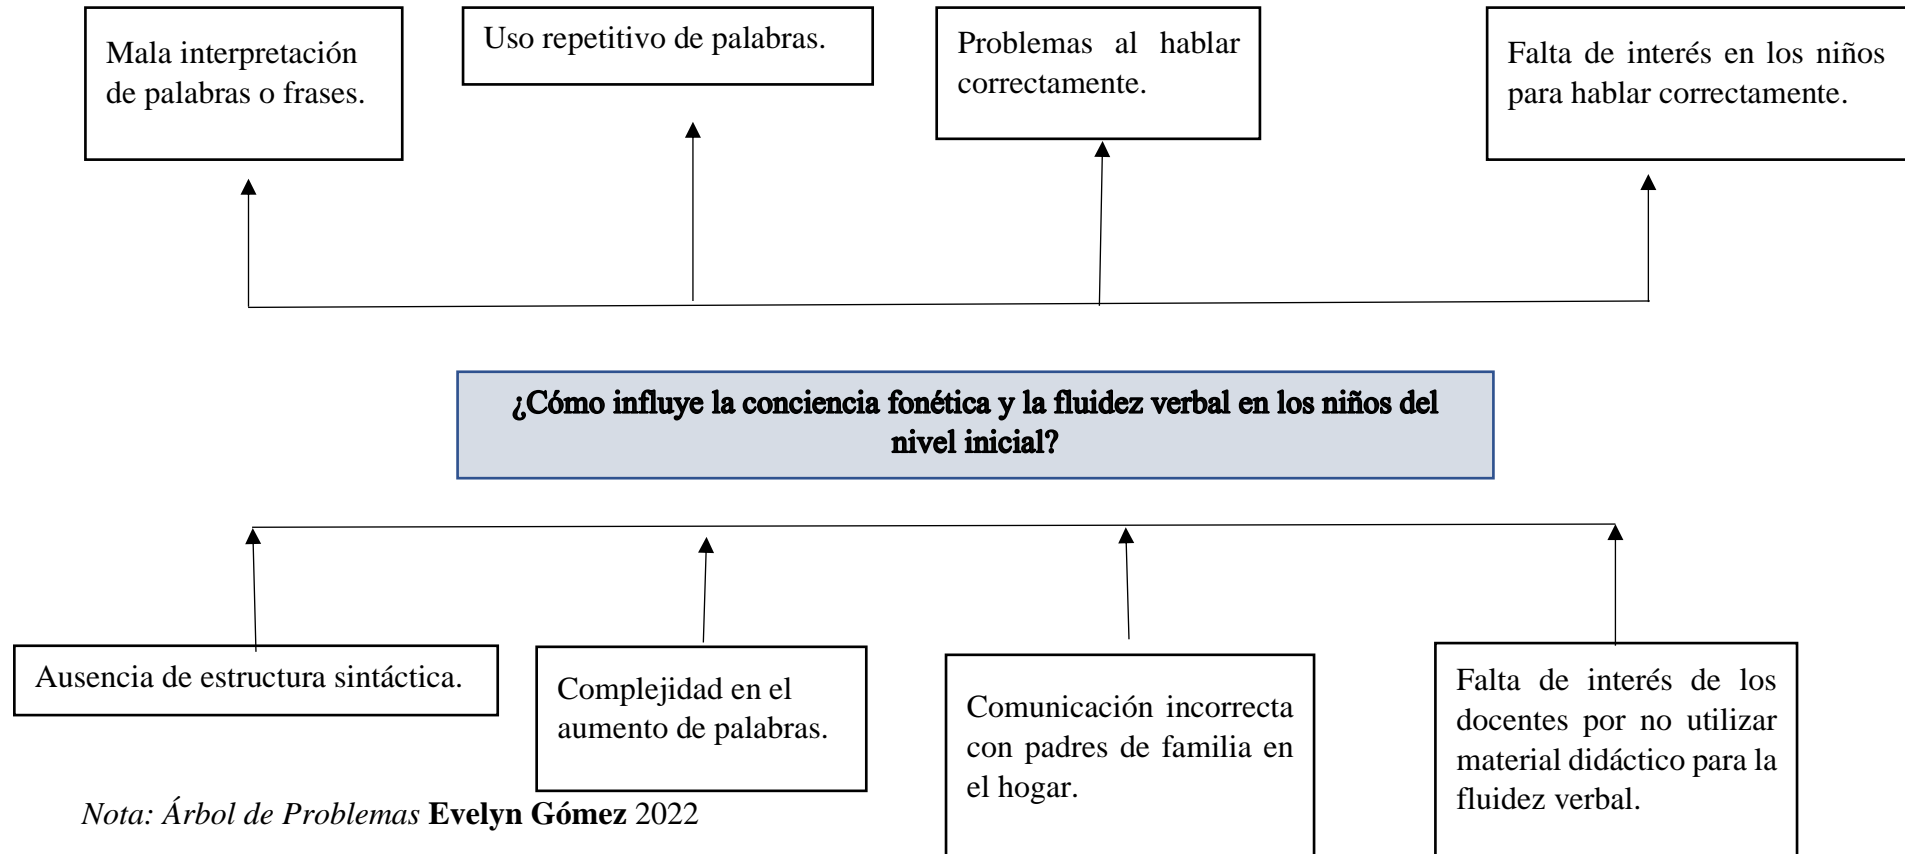 Mala interpretación
de palabras o frases.
Uso repetitivo de palabras.
Problemas al hablar
correctamente.
Falta de interés en los niños
para hablar correctamente.
¿Cómo influye la conciencia fonética y la fluidez verbal en los niños del
nivel inicial?
Ausencia de estructura sintáctica.
Complejidad en el
aumento de palabras.
Comunicación incorrecta
con padres de familia en
el hogar.
Falta de interés de los
docentes por no utilizar
material didáctico para la
fluidez verbal.
Nota: Árbol de Problemas Evelyn Gómez 2022